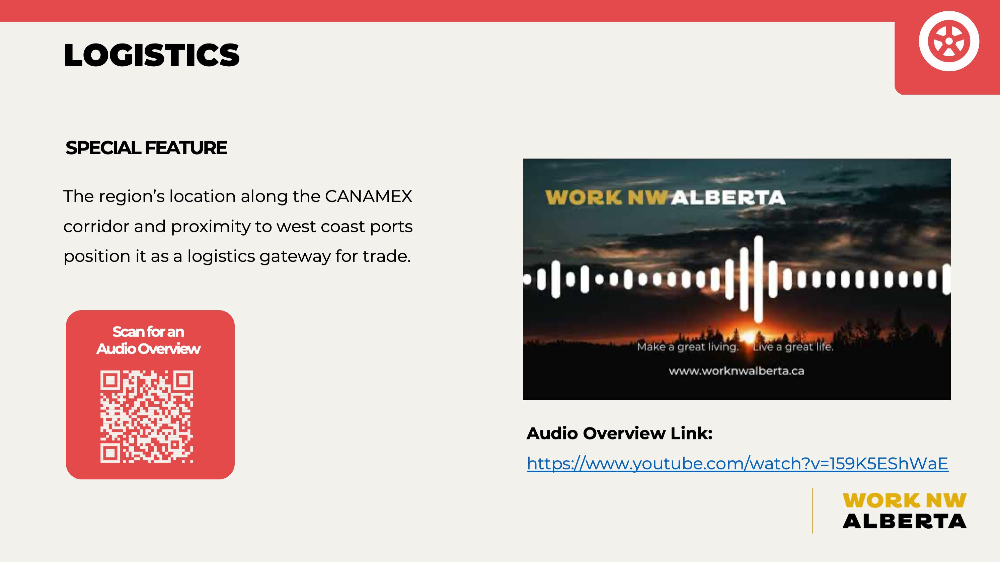 LOGISTICS
SPECIAL FEATURE
The region’s location along the CANAMEX
corridor and proximity to west coast ports
position it as a logistics gateway for trade.
Scan for an
Audio Overview
WORK NW ALBERTA
Make a great living. Live a great life.
www.worknwalberta.ca
Audio Overview Link:
https://www.youtube.com/watch?v=159K5EShWaE
WORK NW
ALBERTA